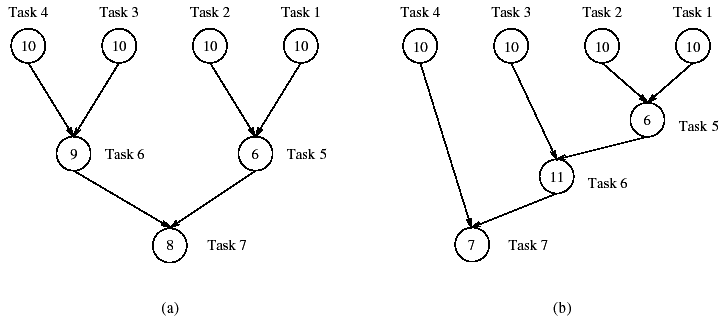 Task 4 Task 3 Task 2 Task 1 Task 4 Task 3 Task 2 Task 1
10 10 10 10 10 10 10 10
6 Task 5
9 Task 6 6 Task 5
11 Task 6
8 Task 7 7 Task 7
(a) (b)